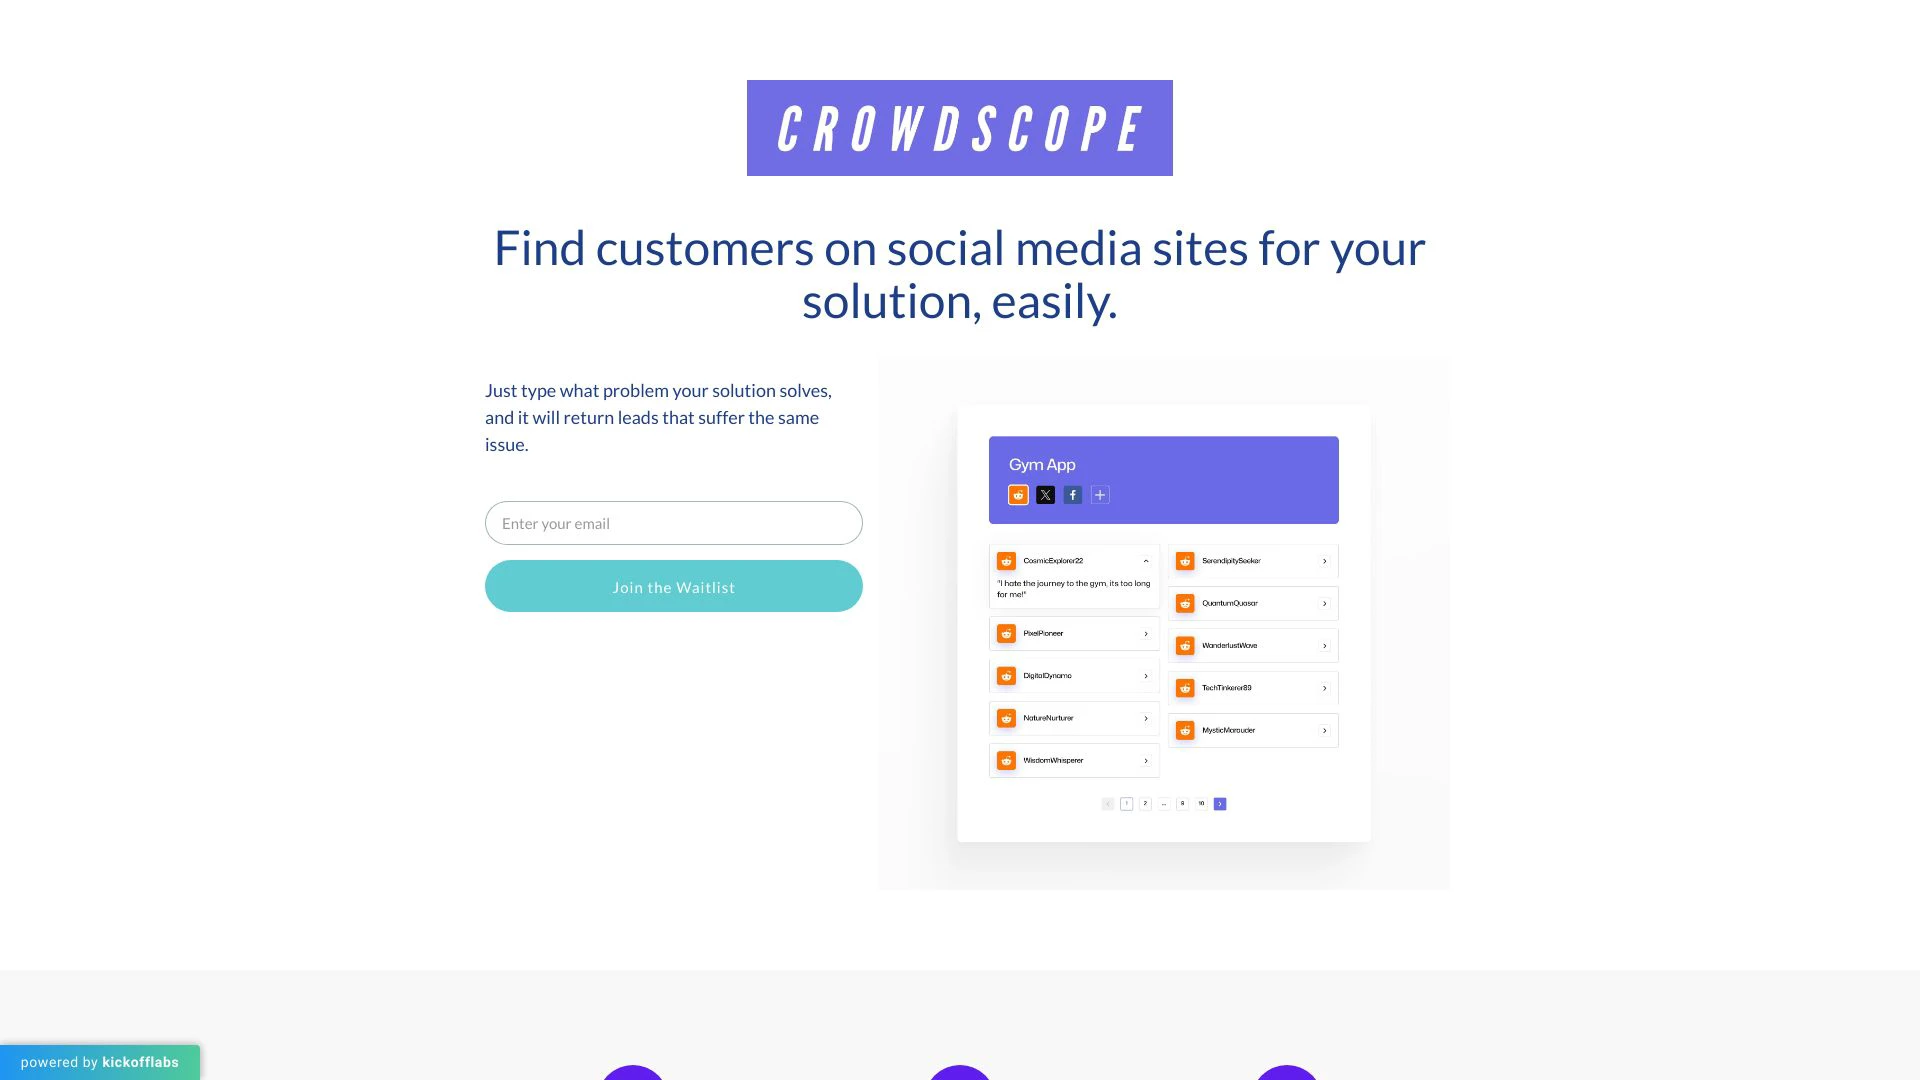 CROWDSCOPE
Find customers on social media sites for your
solution, easily.
Just type what problem your solution solves,
and it will return leads that suffer the same
issue.
Enter your email
Join the Waitlist
Gym App
CosmicExplorer22
"I hate the journey to the gym, its too long
for me!"
PixelPioneer
DigitalDynamo
NatureNurturer
WisdomWhisperer
SerendipitySeeker
QuantumQuasar
WanderlustWave
TechTinkerer89
MysticMarauder
1 2 ... 9 10
powered by kickofflabs